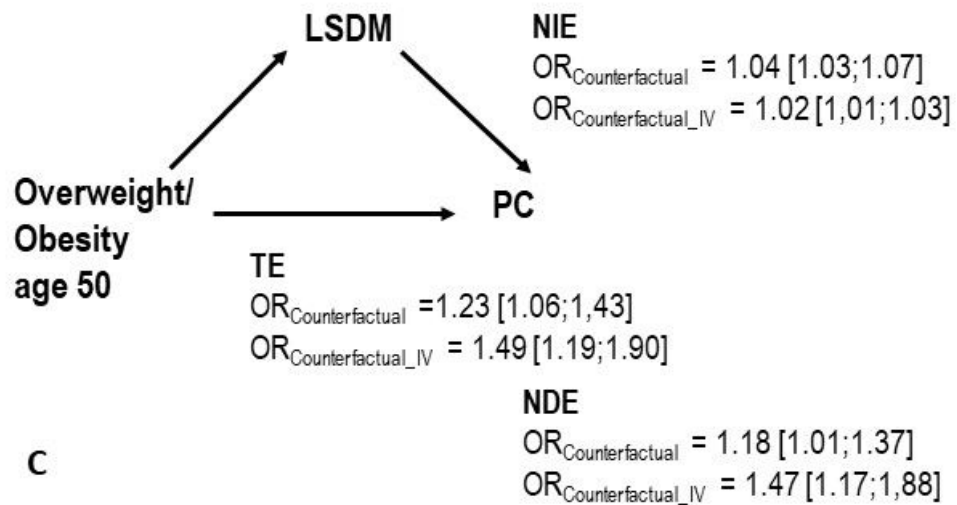 LSDM
NIE
OR_Counterfactual = 1.04 [1.03;1.07]
OR_Counterfactual_IV = 1.02 [1,01;1.03]
Overweight/
Obesity
age 50
PC
TE
OR_Counterfactual =1.23 [1.06;1,43]
OR_Counterfactual_IV = 1.49 [1.19;1.90]
NDE
OR_Counterfactual = 1.18 [1.01;1.37]
OR_Counterfactual_IV = 1.47 [1.17;1,88]
C